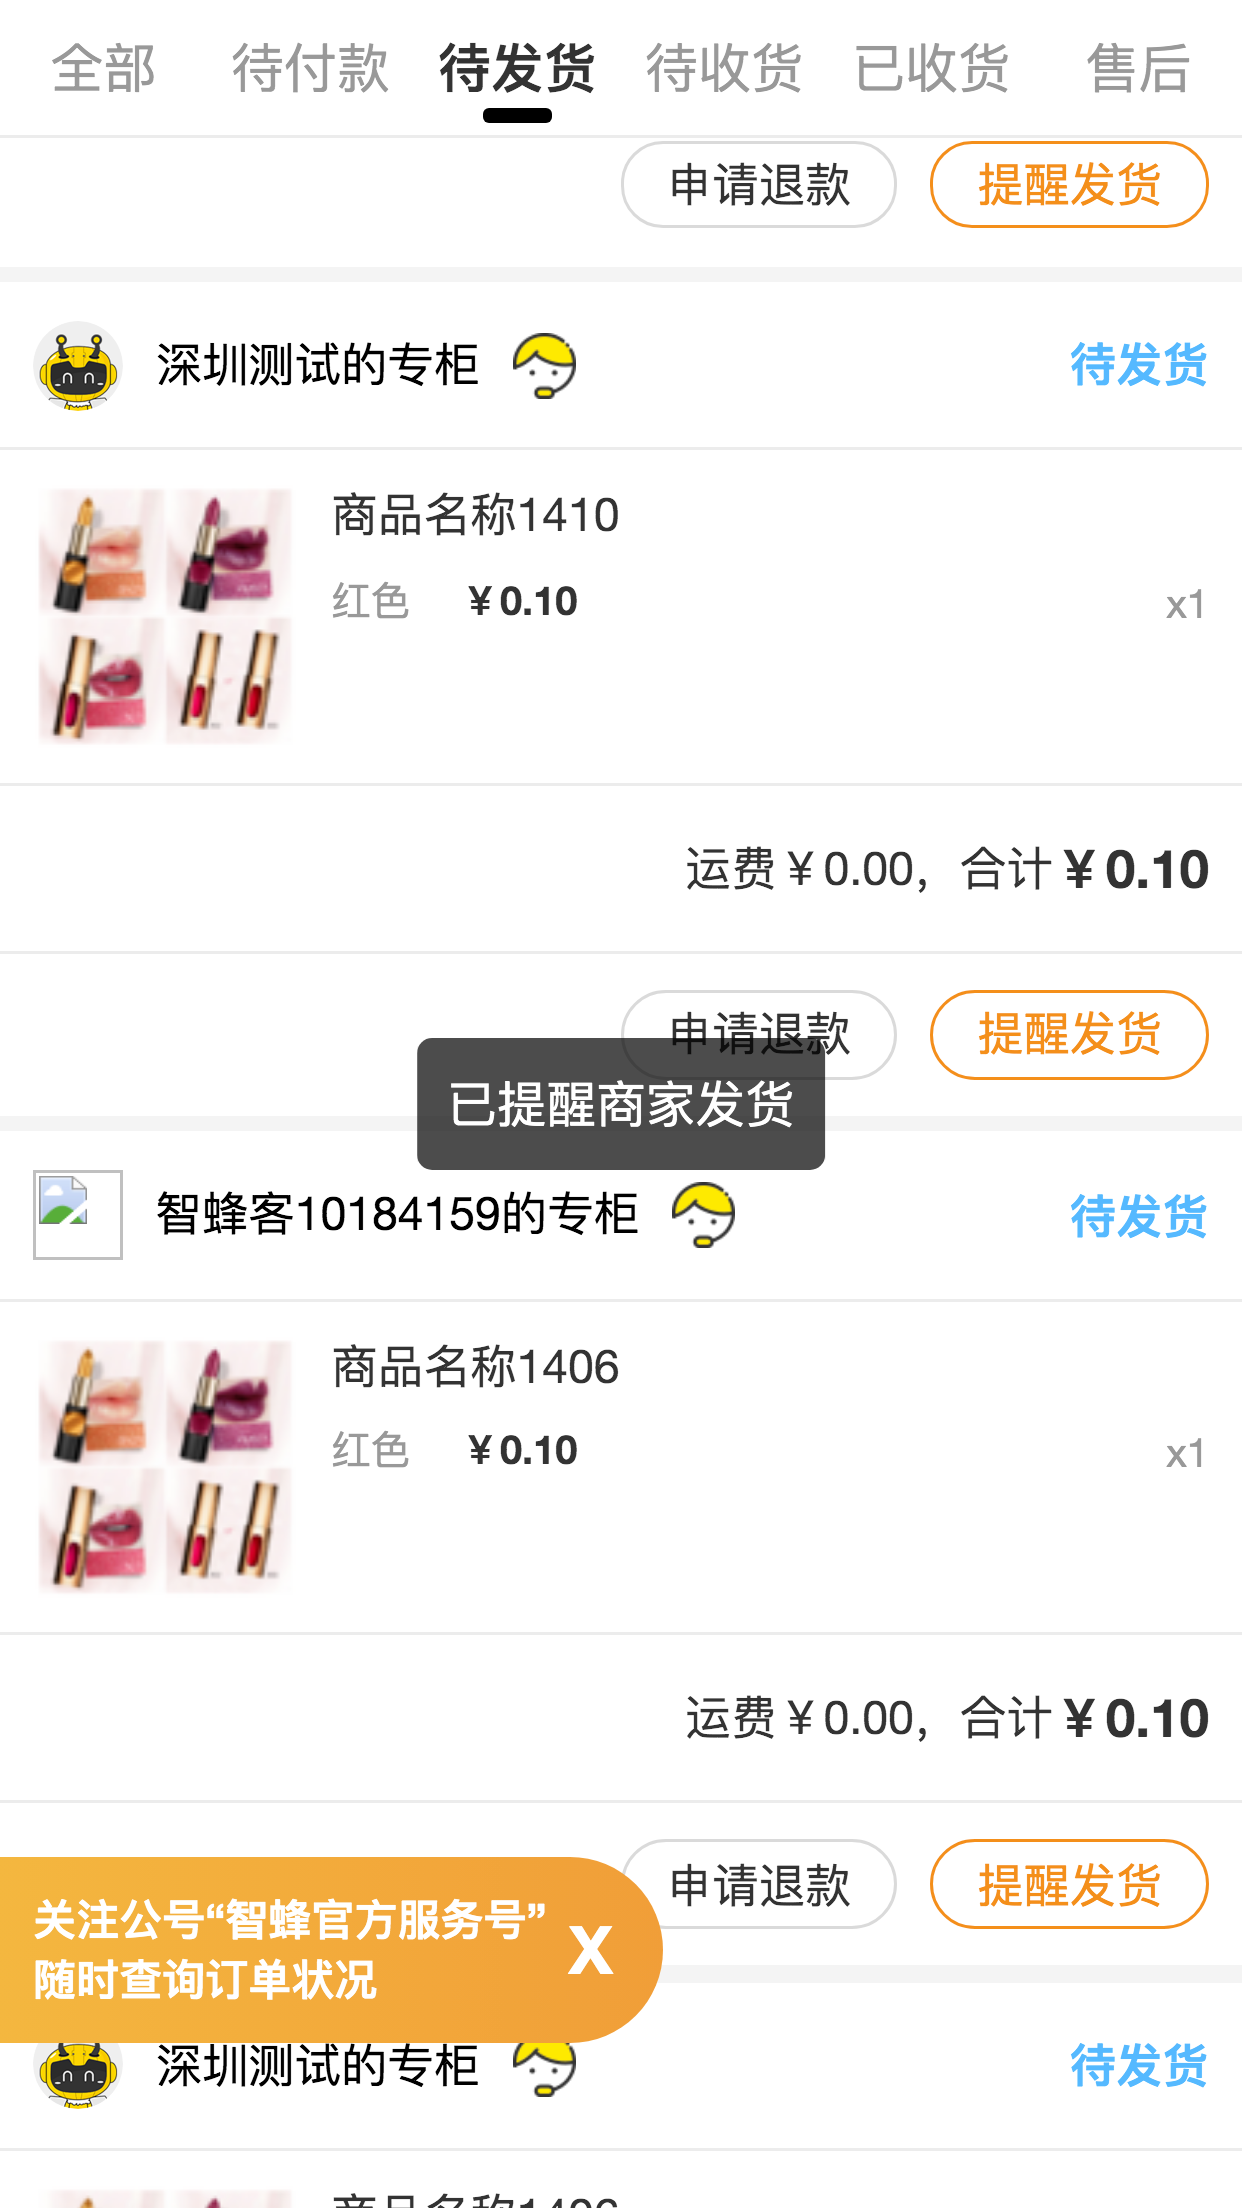 全部 待付款 待发货 待收货 已收货 售后
申请退款 提醒发货
深圳测试的专柜 待发货
商品名称1410
红色 ¥0.10 x1
运费¥0.00，合计¥0.10
申请退款 提醒发货
已提醒商家发货
智蜂客10184159的专柜 待发货
商品名称1406
红色 ¥0.10 x1
运费¥0.00，合计¥0.10
申请退款 提醒发货
关注公号“智蜂官方服务号” X
随时查询订单状况
深圳测试的专柜 待发货